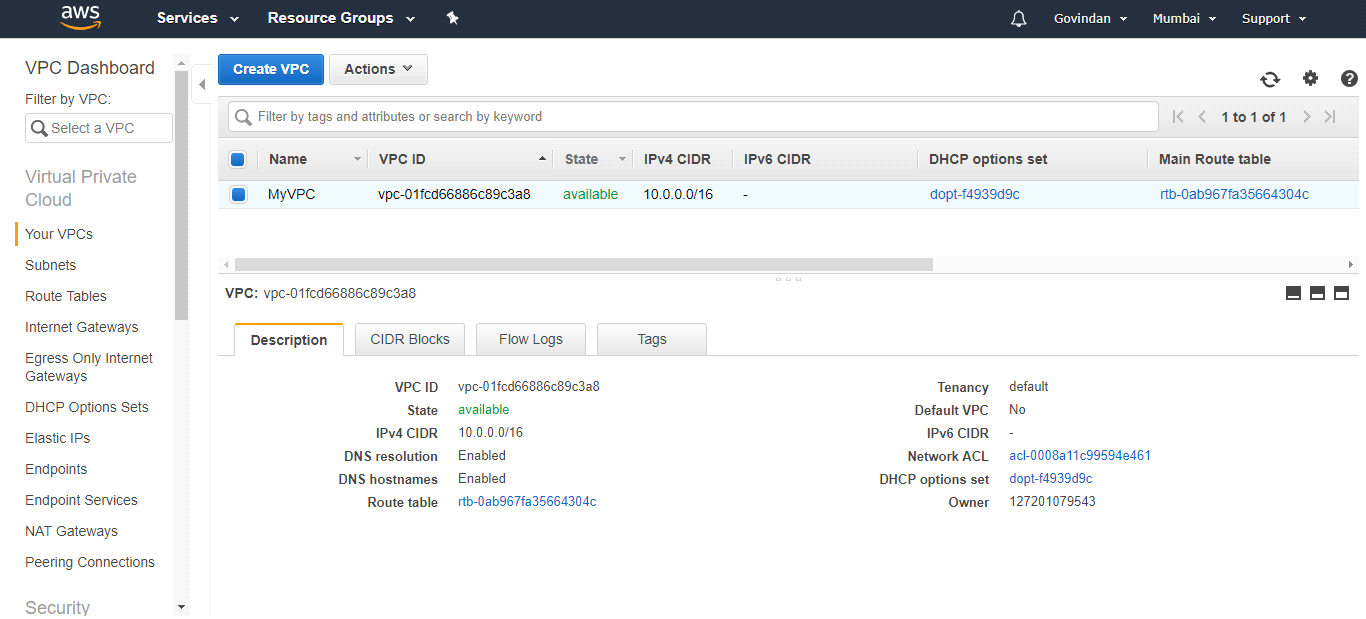 aws Services Resource Groups Govindan Mumbai Support
VPC Dashboard
Filter by VPC:
Select a VPC
Virtual Private
Cloud
Your VPCs
Subnets
Route Tables
Internet Gateways
Egress Only Internet
Gateways
DHCP Options Sets
Elastic IPs
Endpoints
Endpoint Services
NAT Gateways
Peering Connections
Security
Create VPC Actions
?
Filter by tags and attributes or search by keyword 1 to 1 of 1
Name VPC ID State IPv4 CIDR IPv6 CIDR DHCP options set Main Route table
MyVPC vpc-01fcd66886c89c3a8 available 10.0.0.0/16 - dopt-f4939d9c rtb-0ab967fa35664304c
VPC: vpc-01fcd66886c89c3a8
Description CIDR Blocks Flow Logs Tags
VPC ID vpc-01fcd66886c89c3a8 Tenancy default
State available Default VPC No
IPv4 CIDR 10.0.0.0/16 IPv6 CIDR -
DNS resolution Enabled Network ACL acl-0008a11c99594e461
DNS hostnames Enabled DHCP options set dopt-f4939d9c
Route table rtb-0ab967fa35664304c Owner 127201079543